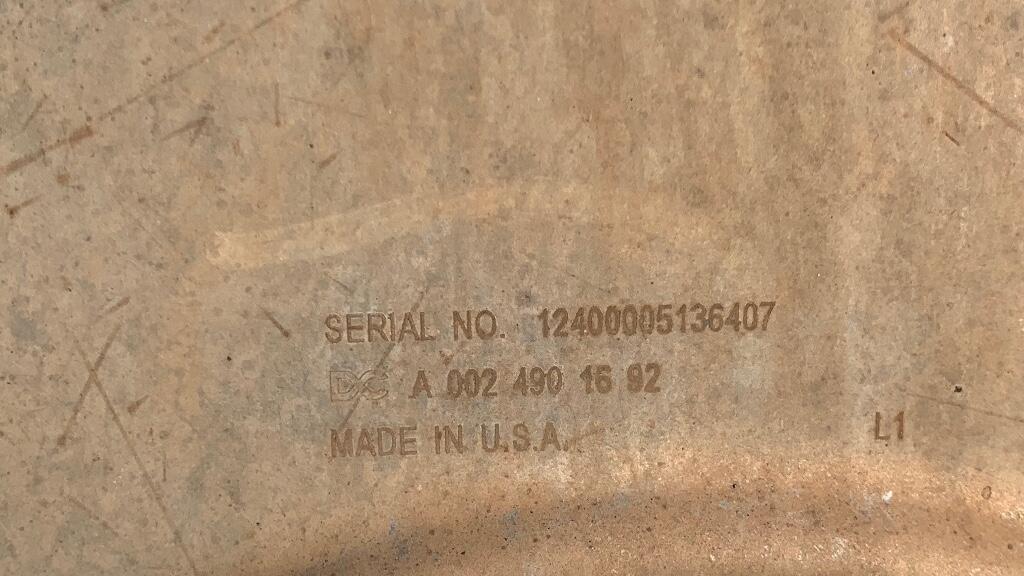 SERIAL NO. 12400005136407
DC A 002 490 16 92
MADE IN U.S.A.
L1